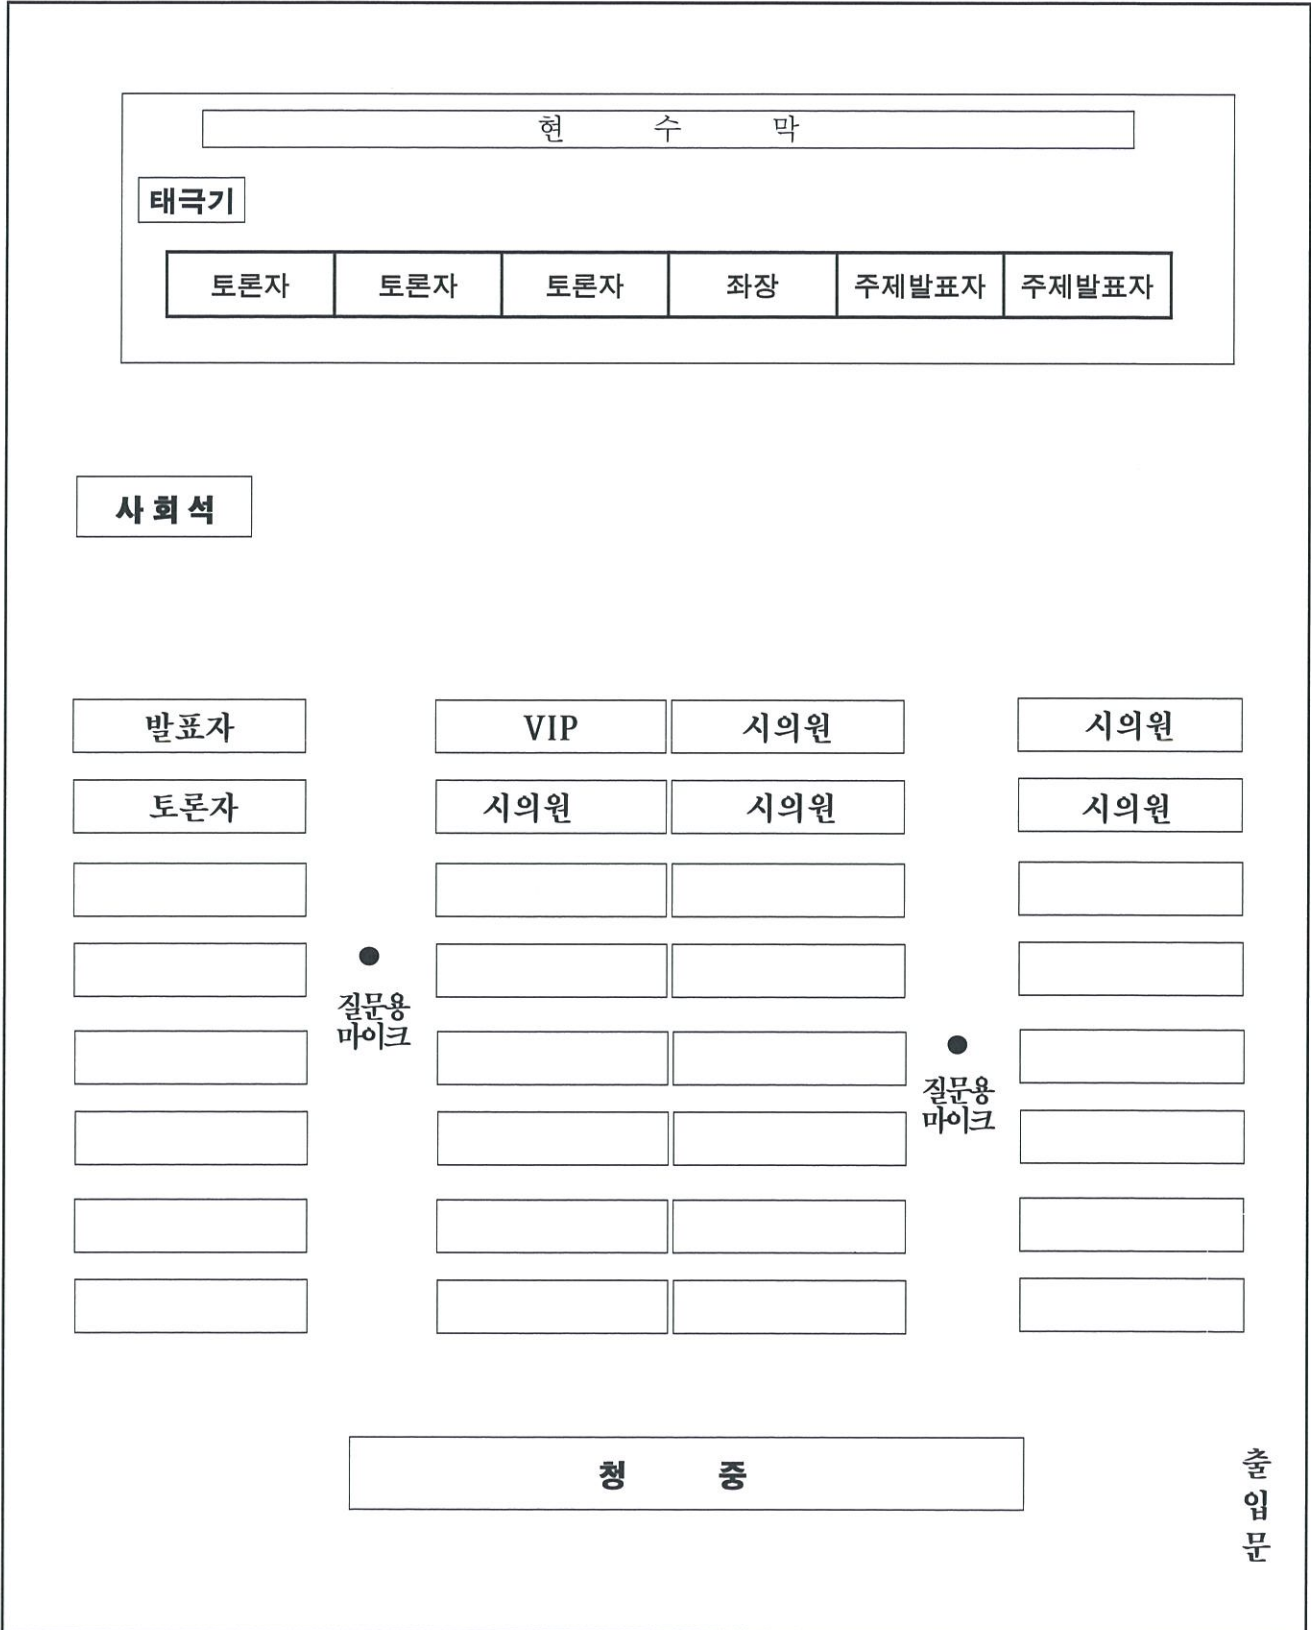 현 수 막
태극기
토론자 토론자 토론자 좌장 주제발표자 주제발표자
사 회 석
발표자 VIP 시의원 시의원
토론자 시의원 시의원 시의원
질문용
마이크
질문용
마이크
청 중
출
입
문